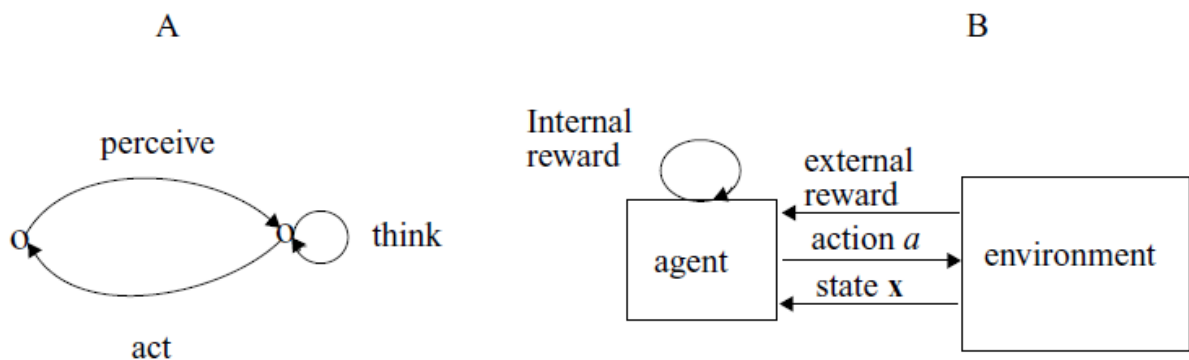 A
perceive
o
o
think
act
B
Internal
reward
external
reward
agent
action a
state x
environment